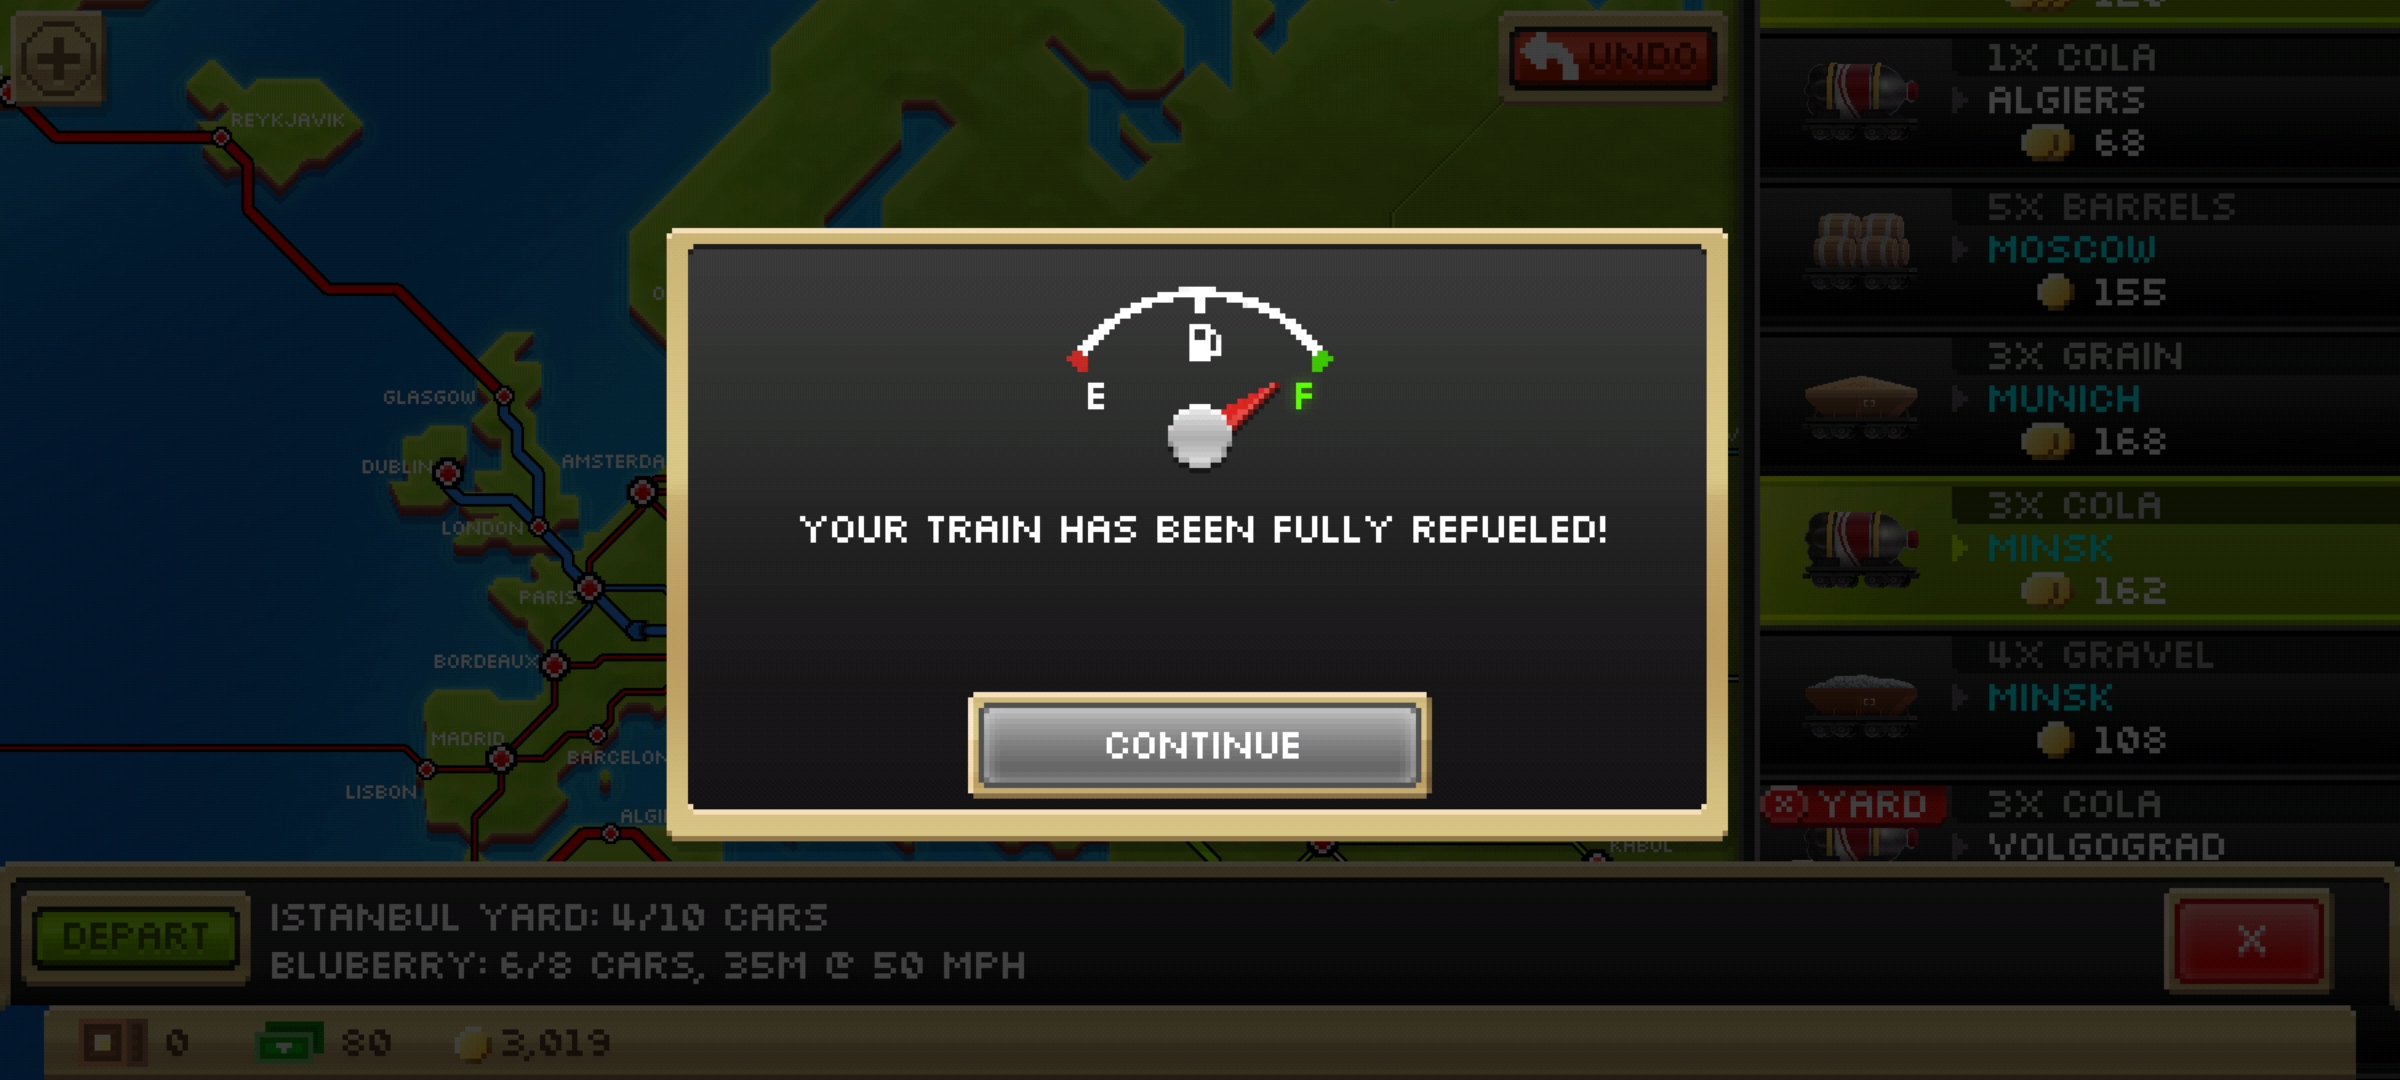 UNDO
REYKJAVIK
GLASGOW
DUBLIN
AMSTERDA
LONDON
PARIS
BORDEAUX
MADRID
BARCELON
LISBON
ALGI
KABUL
E
F
YOUR TRAIN HAS BEEN FULLY REFUELED!
CONTINUE
1X COLA
ALGIERS
68
5X BARRELS
MOSCOW
155
3X GRAIN
MUNICH
168
3X COLA
MINSK
162
4X GRAVEL
MINSK
108
YARD
3X COLA
VOLGOGRAD
DEPART
ISTANBUL YARD: 4/10 CARS
BLUBERRY: 6/8 CARS, 35M @ 50 MPH
X
0
80
3,019